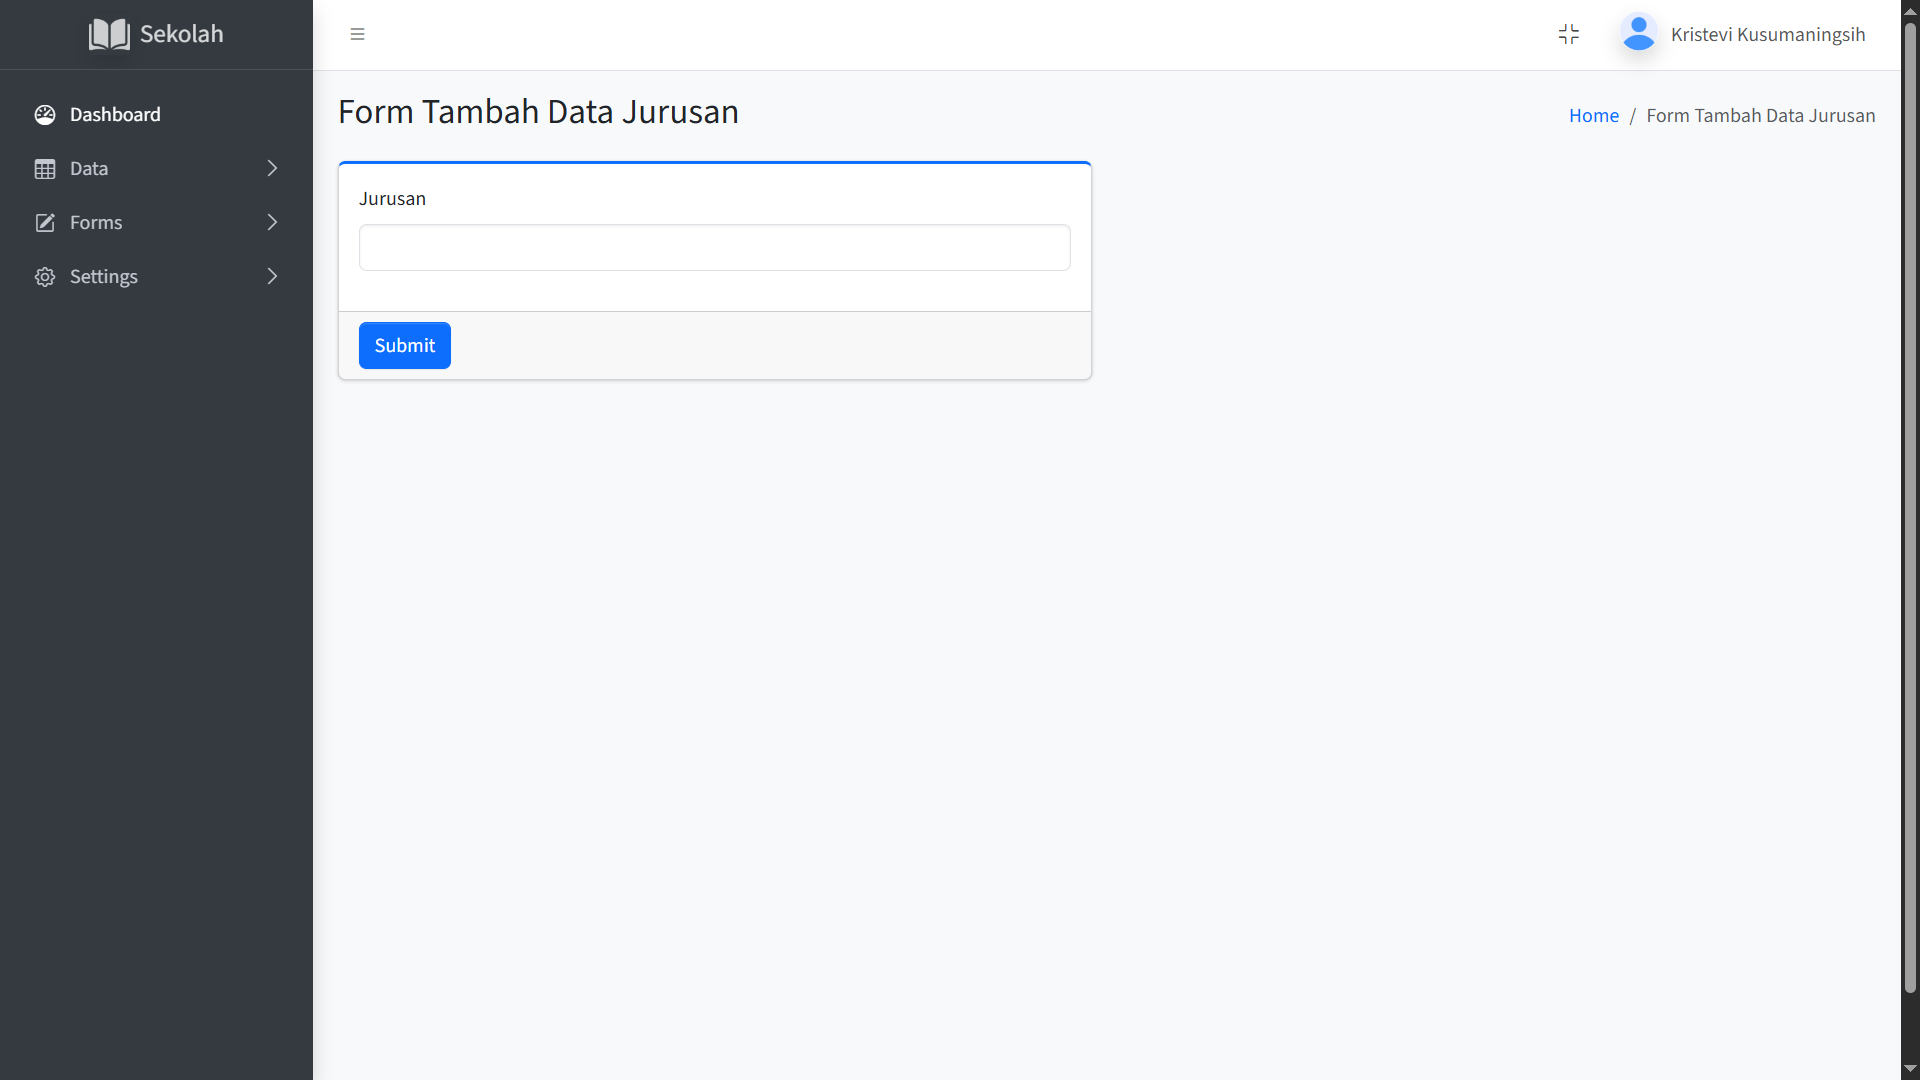 Sekolah
Kristevi Kusumaningsih
Dashboard
Data
Forms
Settings
Form Tambah Data Jurusan
Home / Form Tambah Data Jurusan
Jurusan
Submit